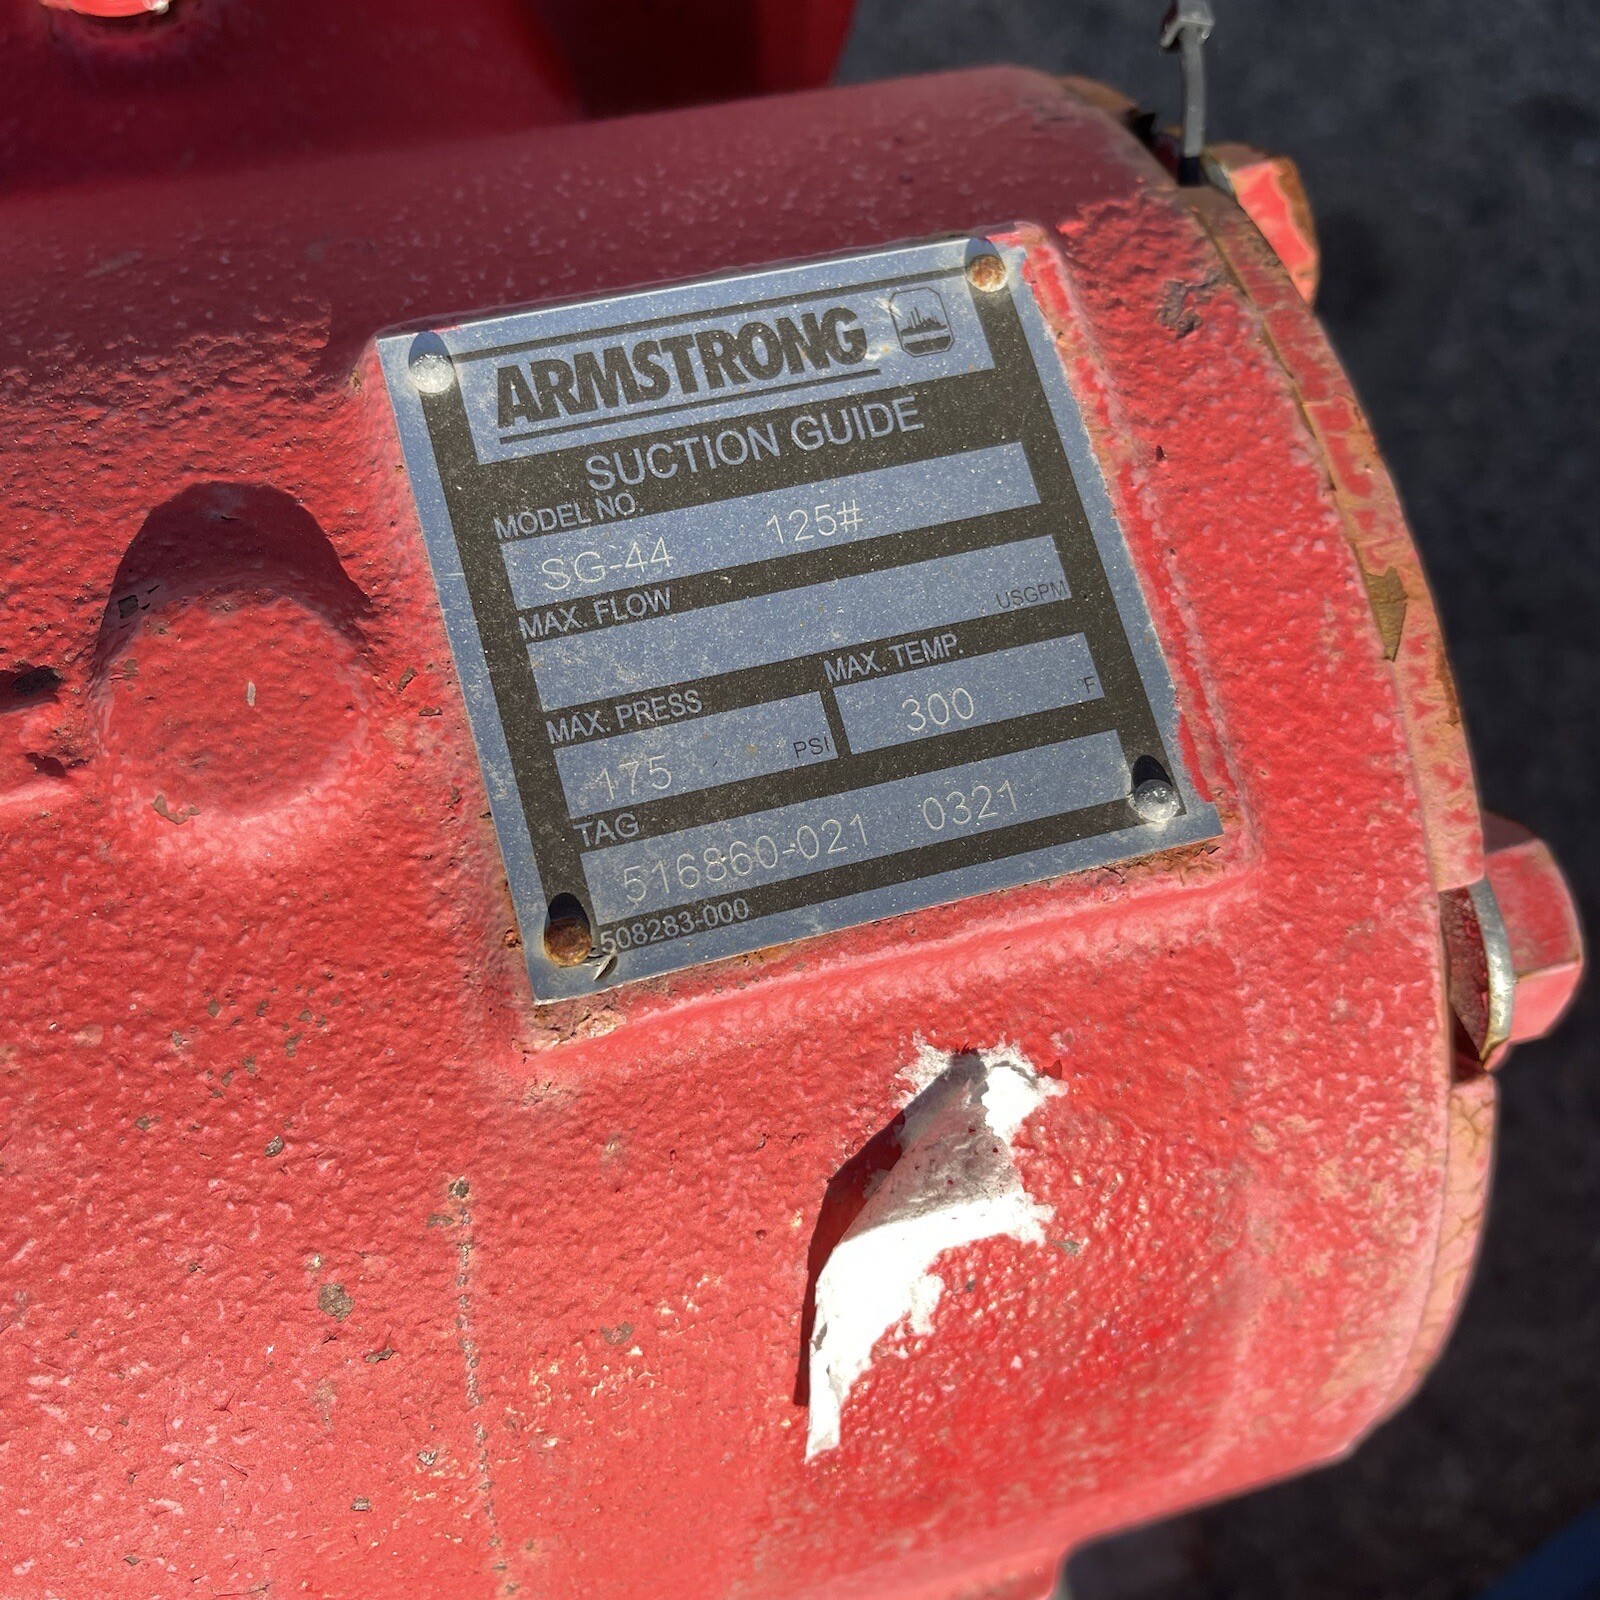 ARMSTRONG
SUCTION GUIDE
MODEL NO.
SG-44 125#
MAX. FLOW
USGPM
MAX. PRESS
175 PSI
MAX. TEMP.
300 F
TAG
516860-021 0321
508283-000